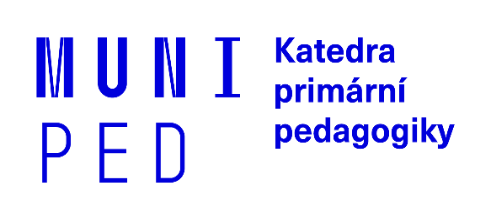 MUNI
PED
Katedra
primární
pedagogiky